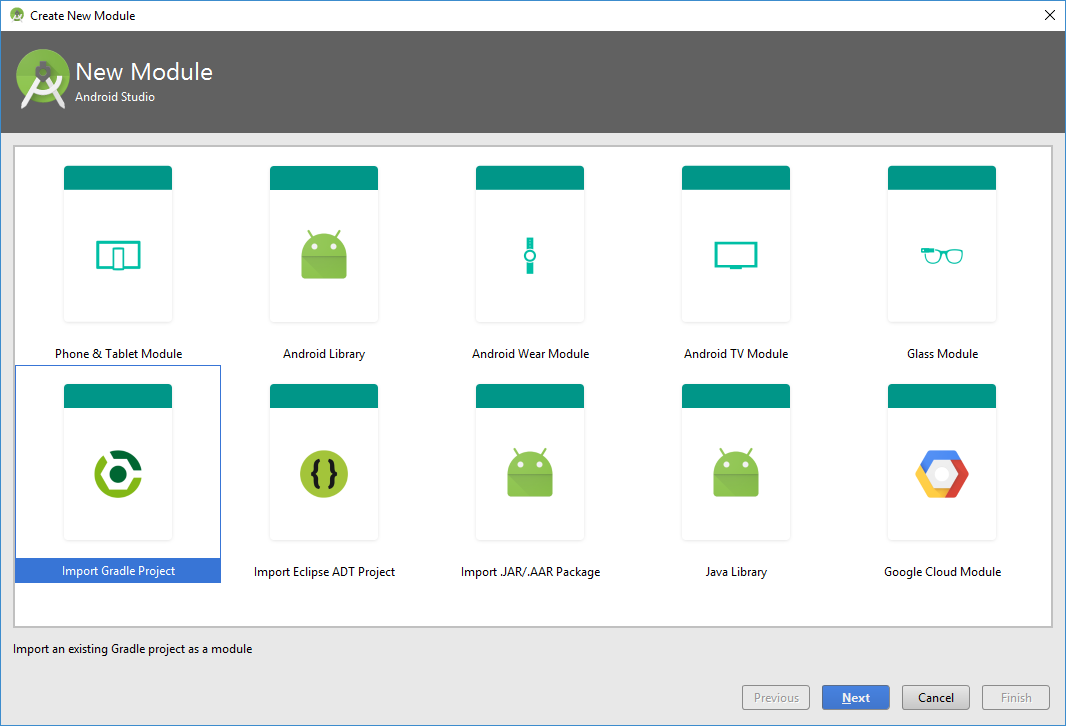 Create New Module
New Module
Android Studio
Phone & Tablet Module
Android Library
Android Wear Module
Android TV Module
Glass Module
{}
Import Gradle Project
Import Eclipse ADT Project
Import .JAR/.AAR Package
Java Library
Google Cloud Module
Import an existing Gradle project as a module
Previous
Next
Cancel
Finish